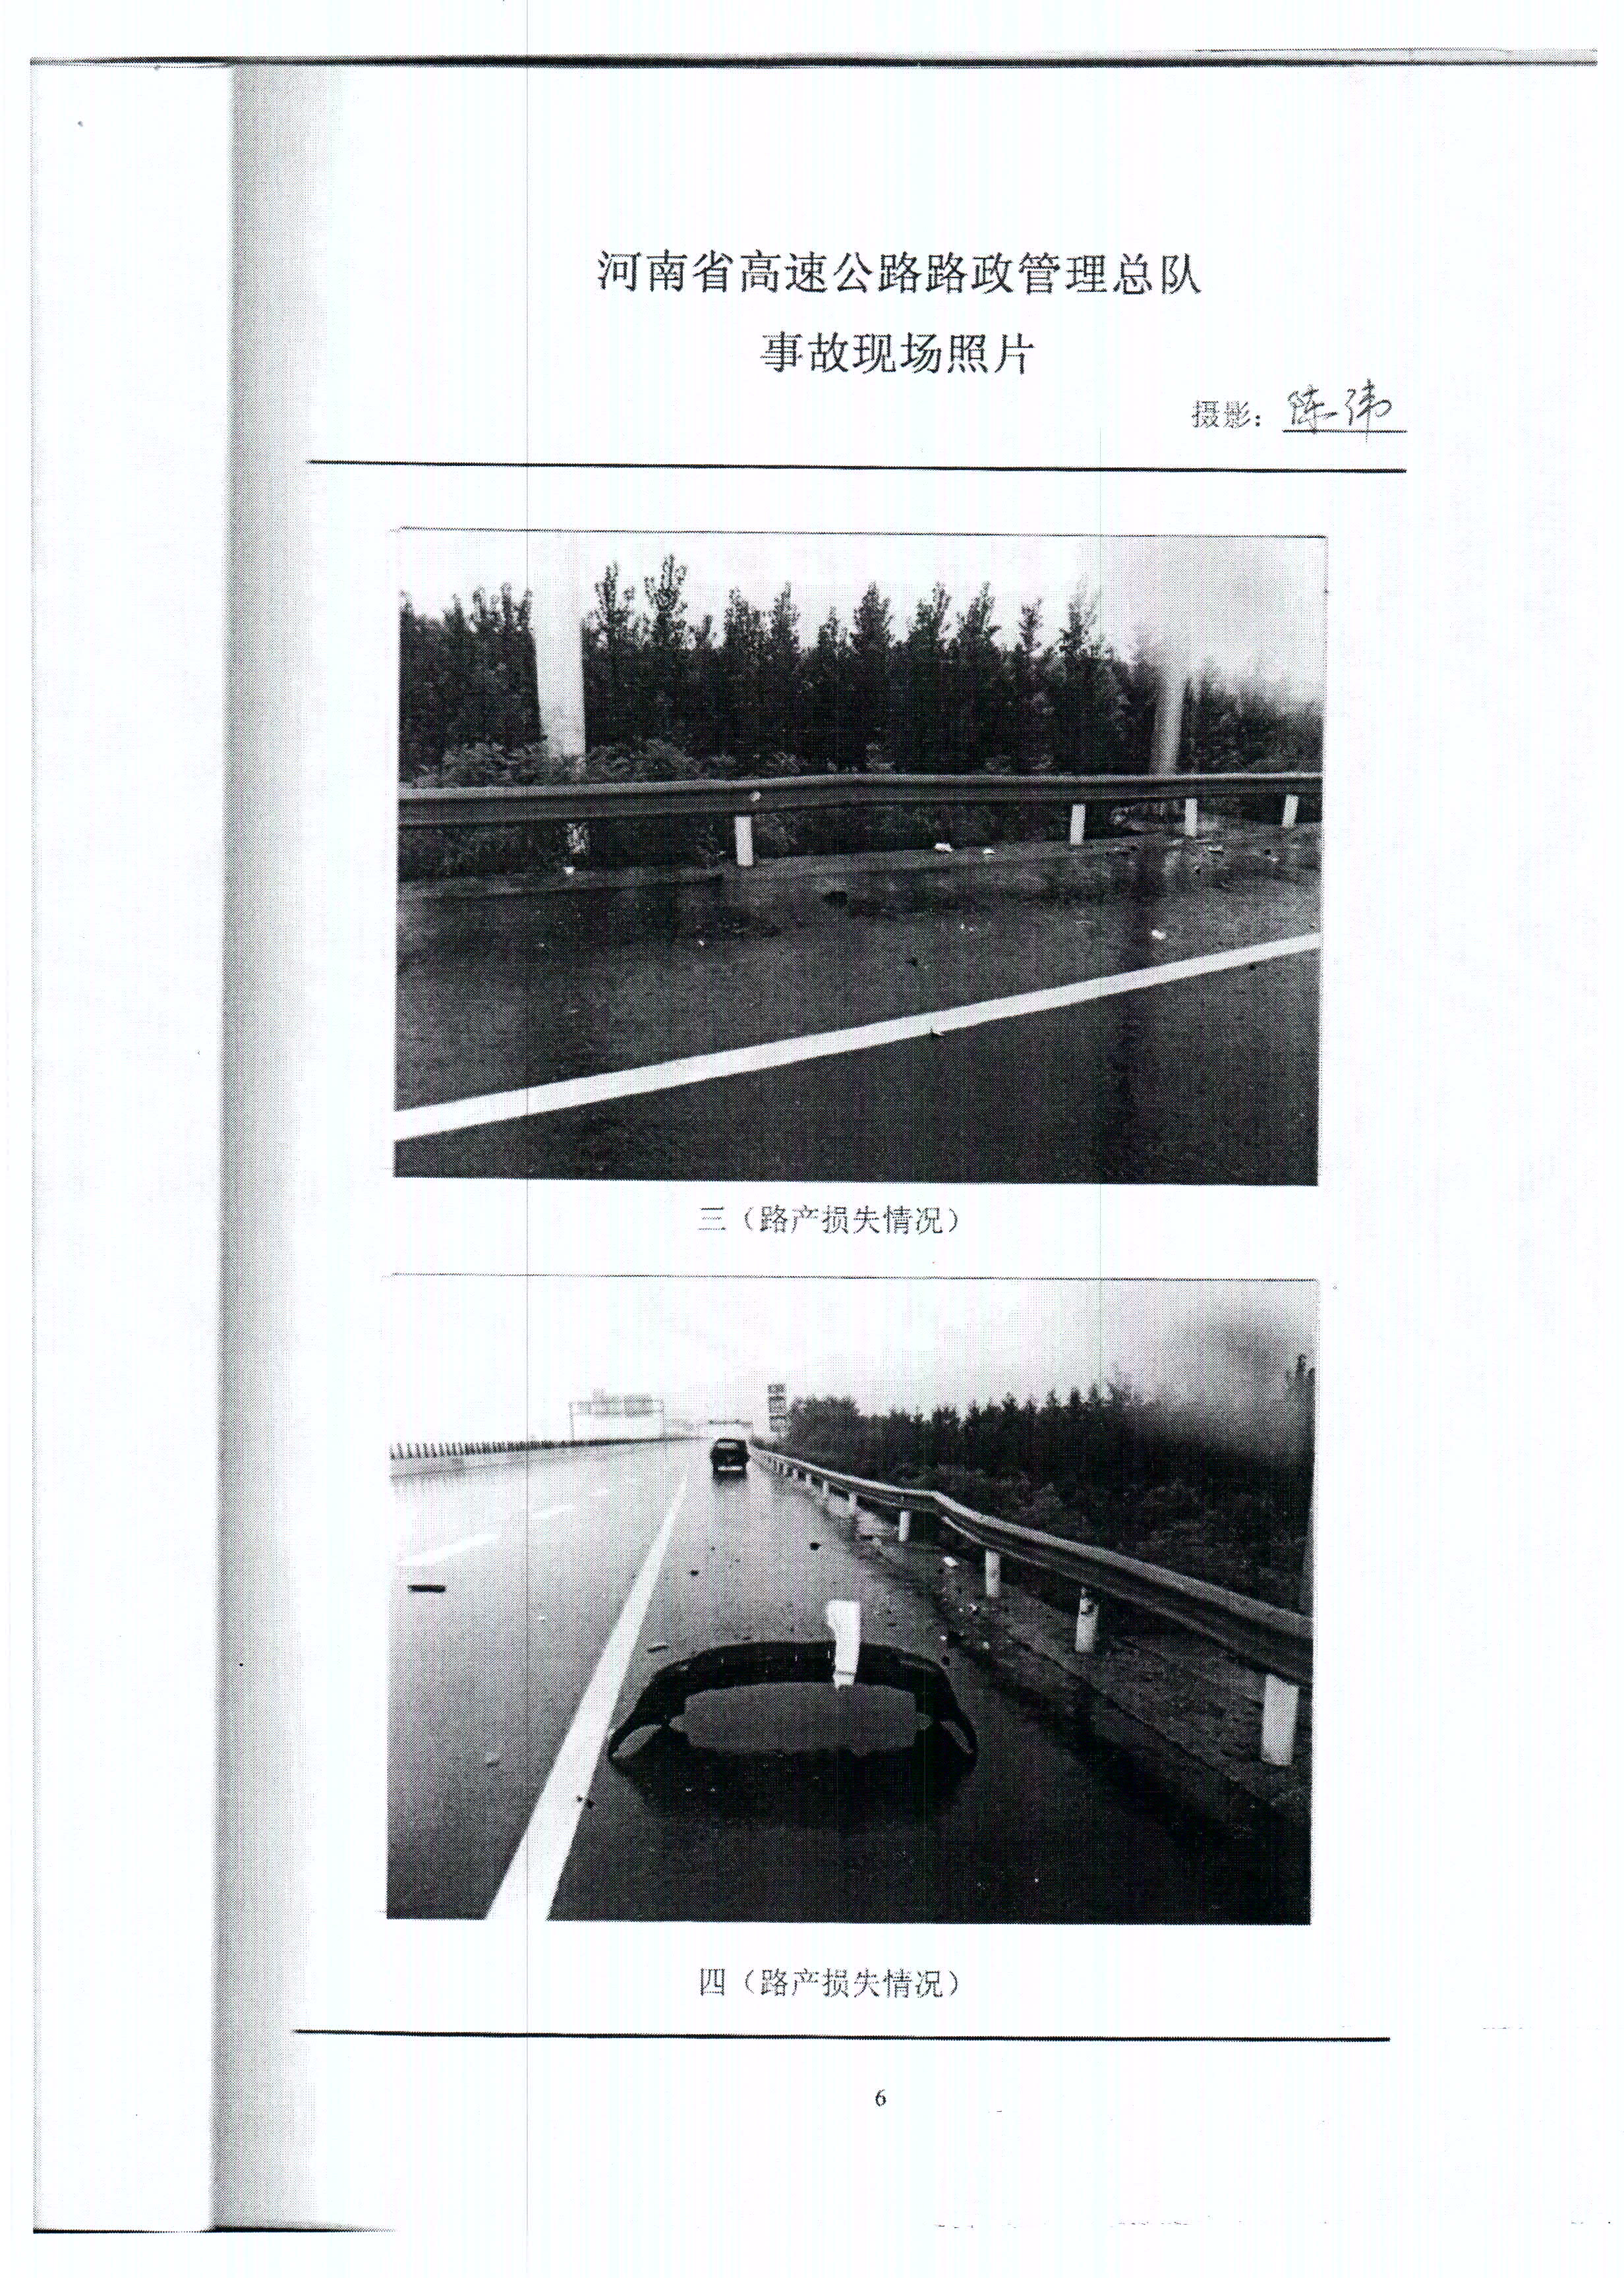 河南省高速公路路政管理总队
事故现场照片
摄影：陈伟
三（路产损失情况）
四（路产损失情况）
6